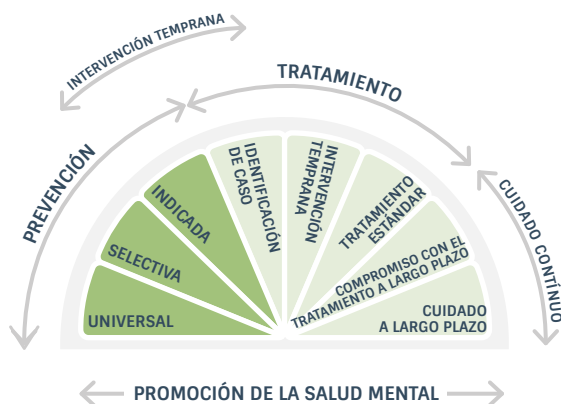 INTERVENCIÓN TEMPRANA
TRATAMIENTO
PREVENCIÓN
CUIDADO CONTÍNUO
UNIVERSAL
SELECTIVA
INDICADA
IDENTIFICACIÓN
DE CASO
INTERVENCIÓN
TEMPRANA
TRATAMIENTO
ESTÁNDAR
COMPROMISO CON EL
TRATAMIENTO A LARGO PLAZO
CUIDADO
A LARGO PLAZO
PROMOCIÓN DE LA SALUD MENTAL